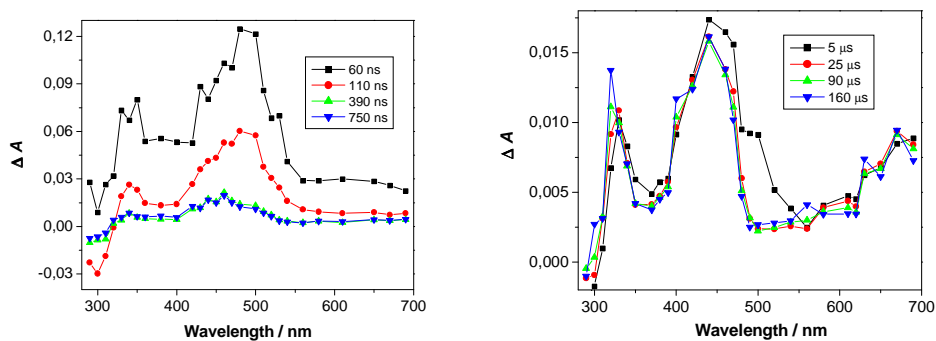 0,12
0,09
0,06
0,03
0,00
-0,03
Δ A
300
400
500
600
700
Wavelength / nm
60 ns
110 ns
390 ns
750 ns
0,015
0,010
0,005
0,000
Δ A
300
400
500
600
700
Wavelength / nm
5 μs
25 μs
90 μs
160 μs